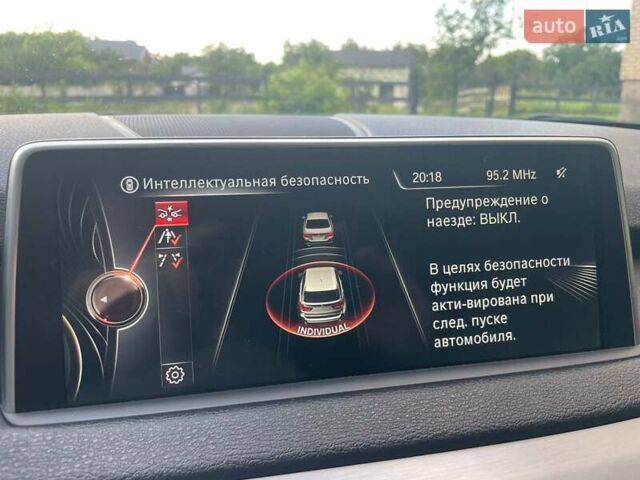 auto RIA
Интеллектуальная безопасность
20:18 95.2 MHz
Предупреждение о
наезде: ВЫКЛ.
В целях безопасности
функция будет
акти-вирована при
след. пуске
автомобиля.
INDIVIDUAL